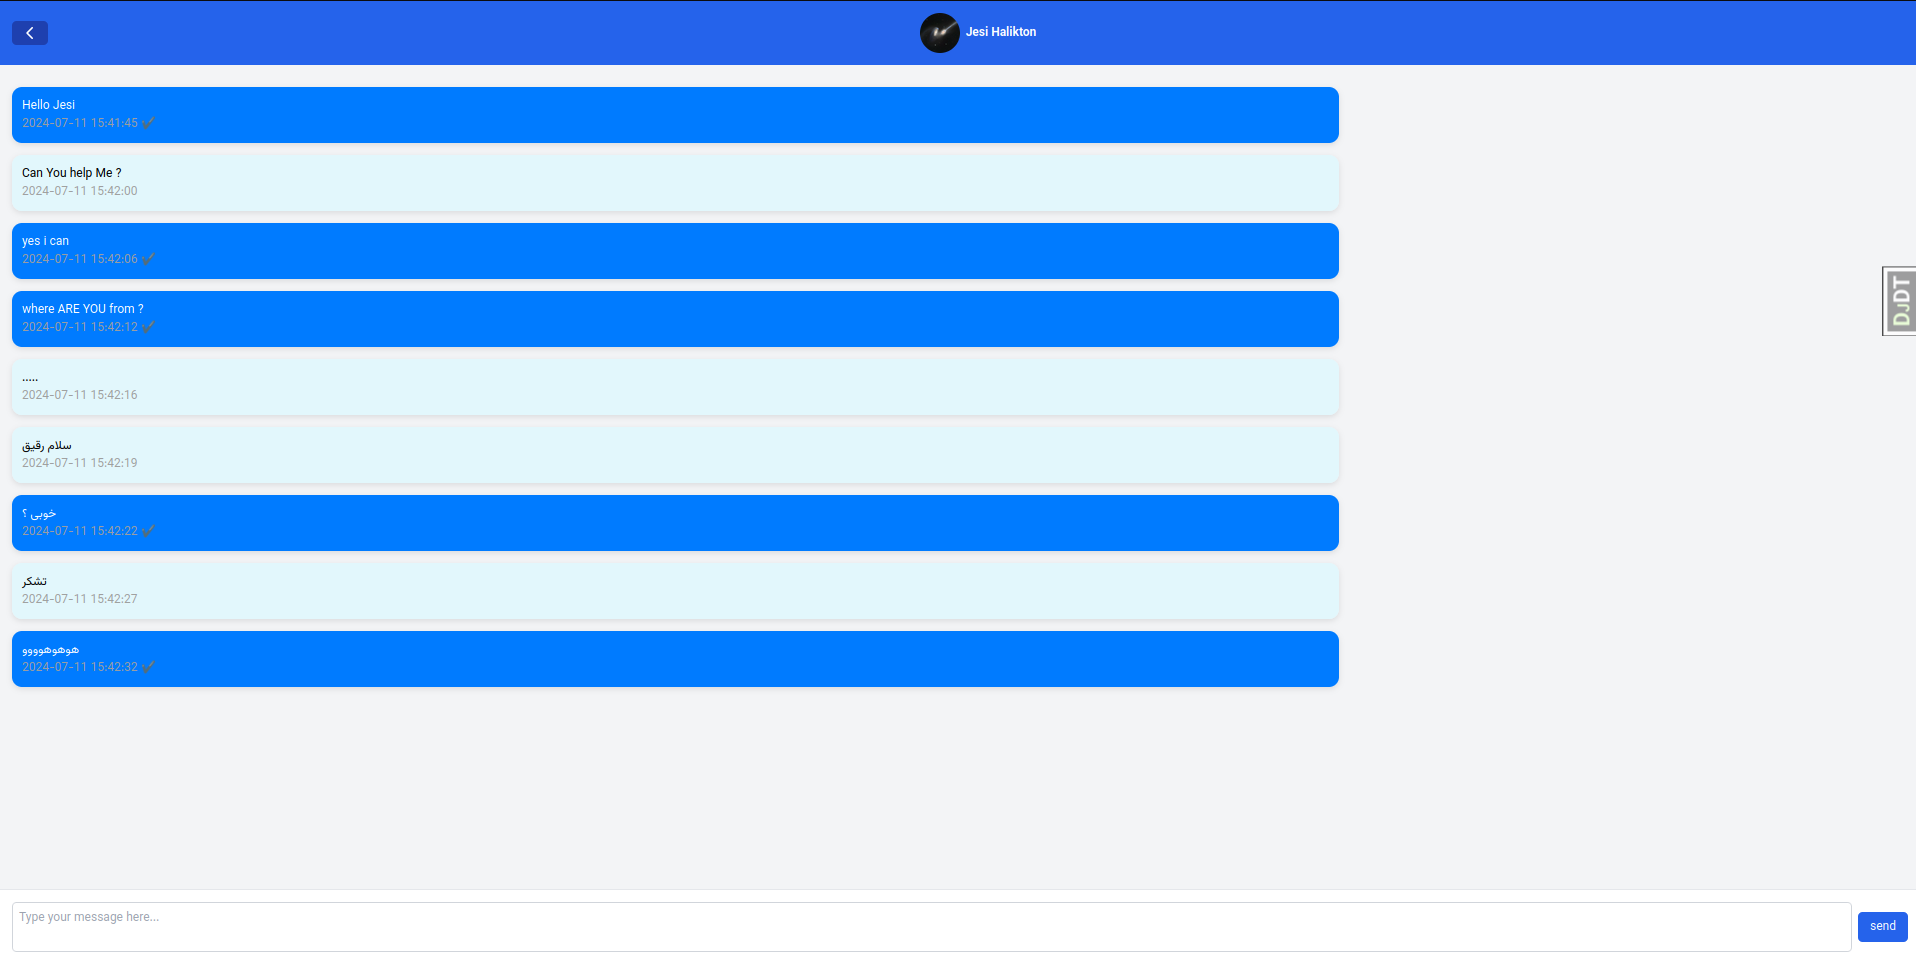 Jesi Halikton
Hello Jesi
2024-07-11 15:41:45 ✔
Can You help Me ?
2024-07-11 15:42:00
yes i can
2024-07-11 15:42:06 ✔
where ARE YOU from ?
2024-07-11 15:42:12 ✔
.....
2024-07-11 15:42:16
سلام رقیق
2024-07-11 15:42:19
خوبی ؟
2024-07-11 15:42:22 ✔
تشکر
2024-07-11 15:42:27
هوهوهوووو
2024-07-11 15:42:32 ✔
DJDT
Type your message here...
send